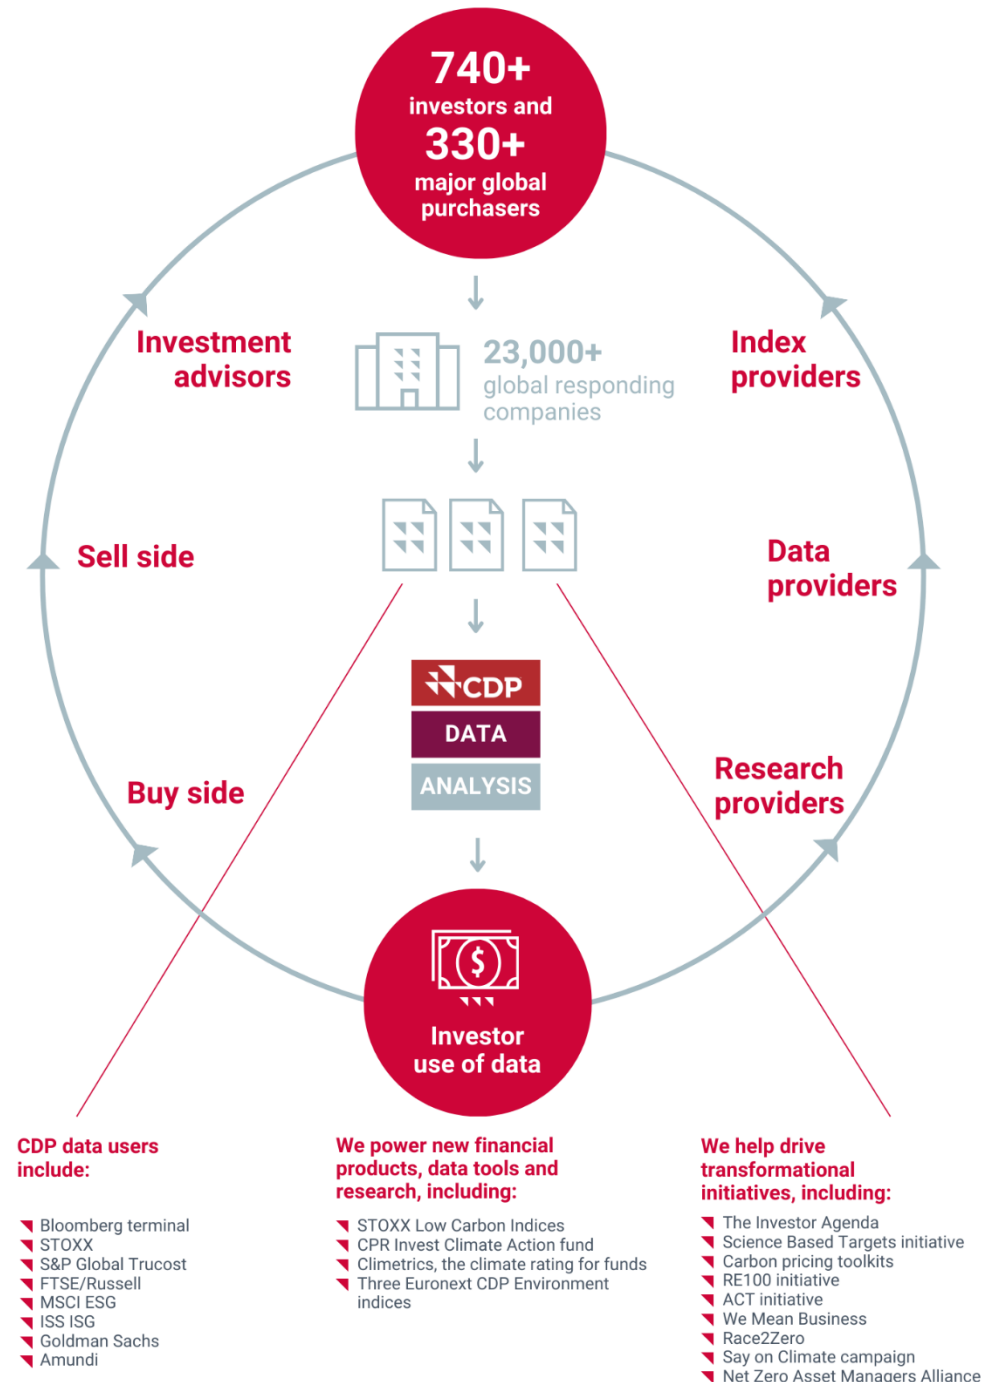 740+
investors and
330+
major global
purchasers
Investment
advisors
23,000+
global responding
companies
Index
providers
Sell side
Data
providers
CDP
DATA
ANALYSIS
Buy side
Research
providers
$
Investor
use of data
CDP data users
include:
Bloomberg terminal
STOXX
S&P Global Trucost
FTSE/Russell
MSCI ESG
ISS ISG
Goldman Sachs
Amundi
We power new financial
products, data tools and
research, including:
STOXX Low Carbon Indices
CPR Invest Climate Action fund
Climetrics, the climate rating for funds
Three Euronext CDP Environment
indices
We help drive
transformational
initiatives, including:
The Investor Agenda
Science Based Targets initiative
Carbon pricing toolkits
RE100 initiative
ACT initiative
We Mean Business
Race2Zero
Say on Climate campaign
Net Zero Asset Managers Alliance